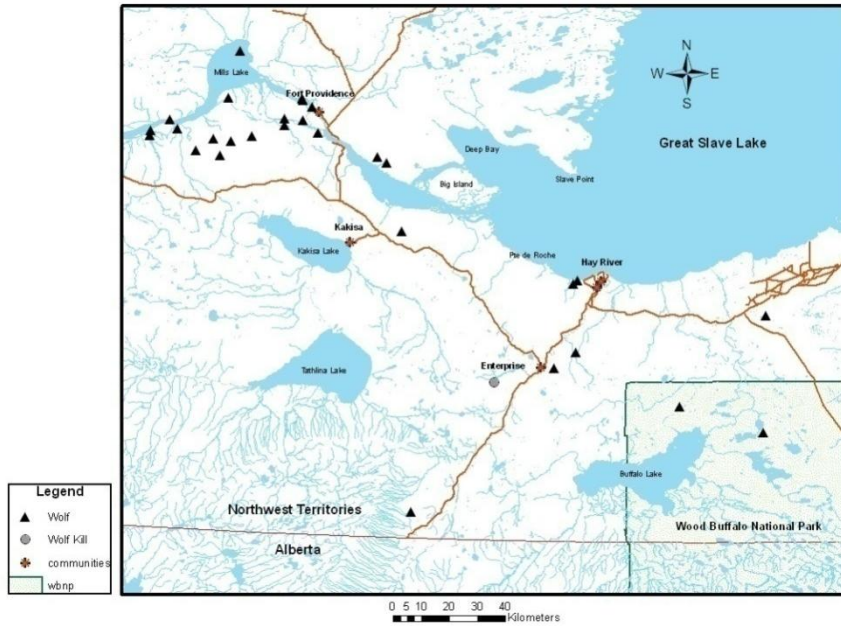 N
W E
S
Mills Lake
Fort Providence
Great Slave Lake
Deep Bay
Slave Point
Big Island
Kakisa
Kakisa Lake
Pte de Roche
Hay River
Tathlina Lake
Enterprise
Buffalo Lake
Northwest Territories
Wood Buffalo National Park
Alberta
Legend
Wolf
Wolf Kill
communities
wbnp
0 5 10 20 30 40
Kilometers